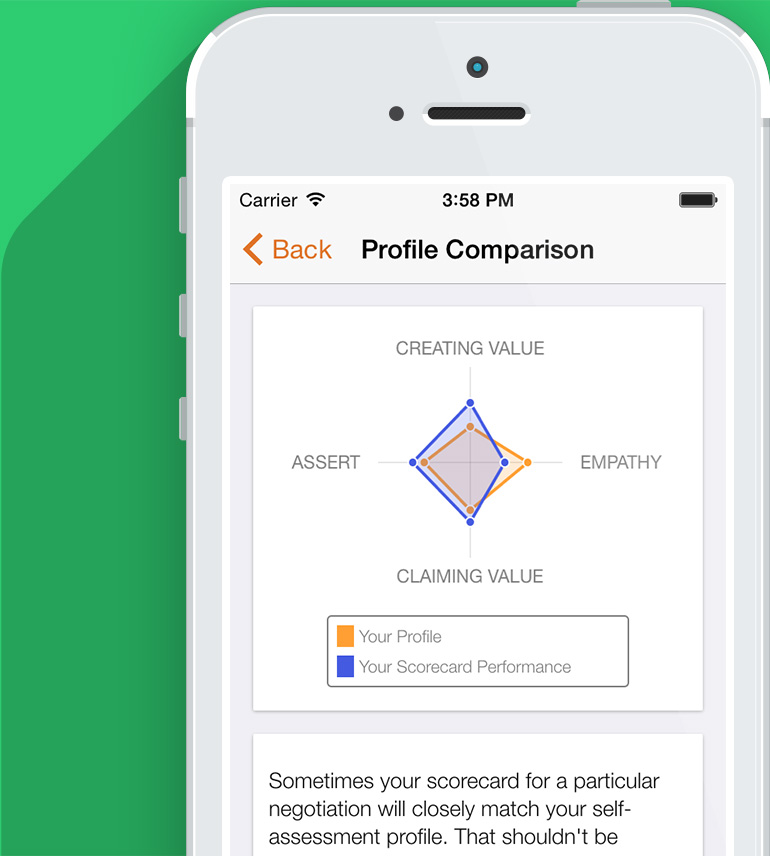 Carrier 3:58 PM
Back Profile Comparison
CREATING VALUE
ASSERT EMPATHY
CLAIMING VALUE
Your Profile
Your Scorecard Performance
Sometimes your scorecard for a particular
negotiation will closely match your self-
assessment profile. That shouldn't be